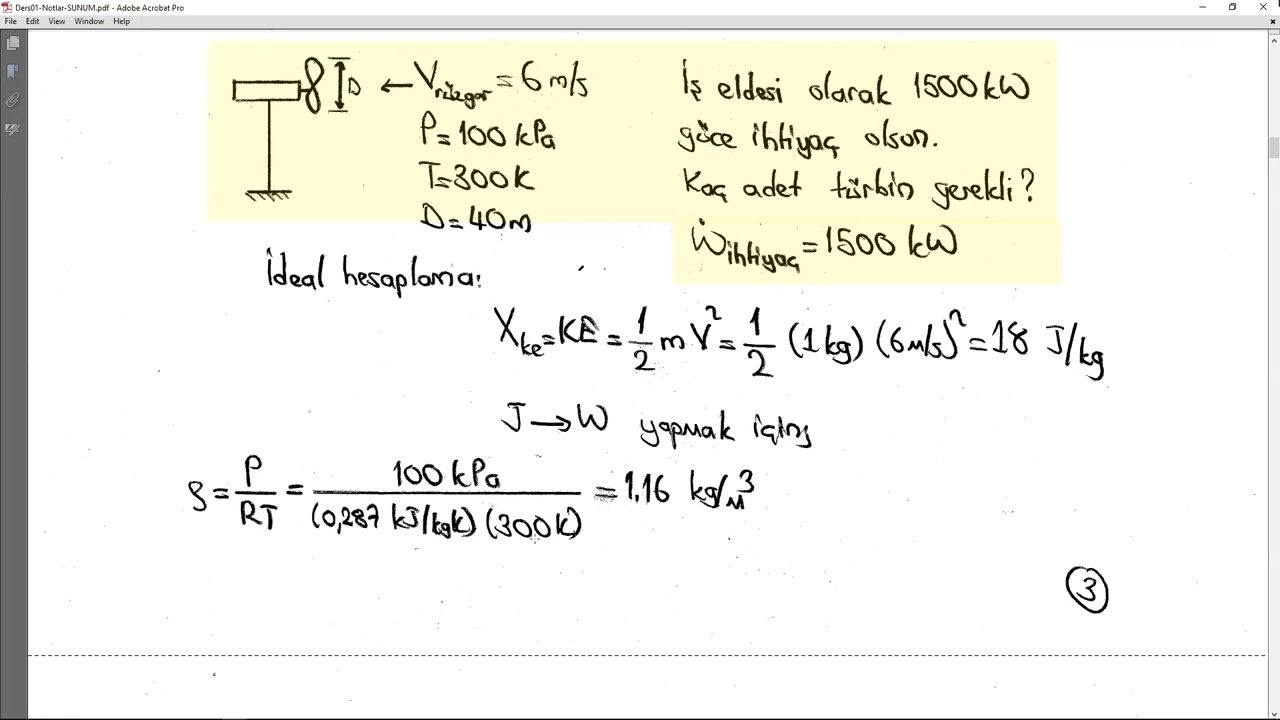 Ders01-Notlar-SUNUM.pdf - Adobe Acrobat Pro
File Edit View Window Help
D ← Vrüzgar = 6 m/s
P = 100 kPa
T = 300 K
D = 40 m
İş eldesi olarak 1500 kW
güce ihtiyaç olsun.
Kaç adet türbin gerekli?
Ẇihtiyaç = 1500 kW
İdeal hesaplama:
Xke = KE = 1/2 m V² = 1/2 (1 kg) (6 m/s)² = 18 J/kg
J → W yapmak için;
ρ = P/RT = 100 kPa / (0,287 kJ/kgK) (300 K) = 1.16 kg/m³
3